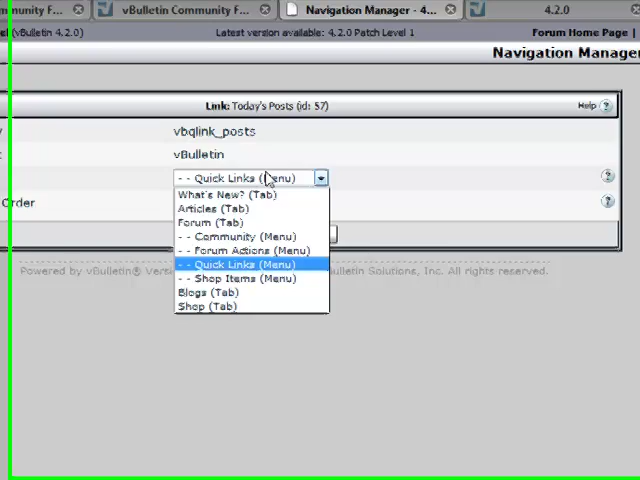 mmunity F...
vBulletin Community F...
Navigation Manager - 4...
4.2.0
el (vBulletin 4.2.0)
Latest version available: 4.2.0 Patch Level 1
Forum Home Page |
Navigation Manager
Link: Today's Posts (id: 57)
Help
vbqlink_posts
vBulletin
- - Quick Links (Menu)
What's New? (Tab)
Articles (Tab)
Order
Forum (Tab)
- - Community (Menu)
- - Forum Actions (Menu)
- - Quick Links (Menu)
- - Shop Items (Menu)
Blogs (Tab)
Shop (Tab)
Powered by vBulletin® Versi
Bulletin Solutions, Inc. All rights reserved.